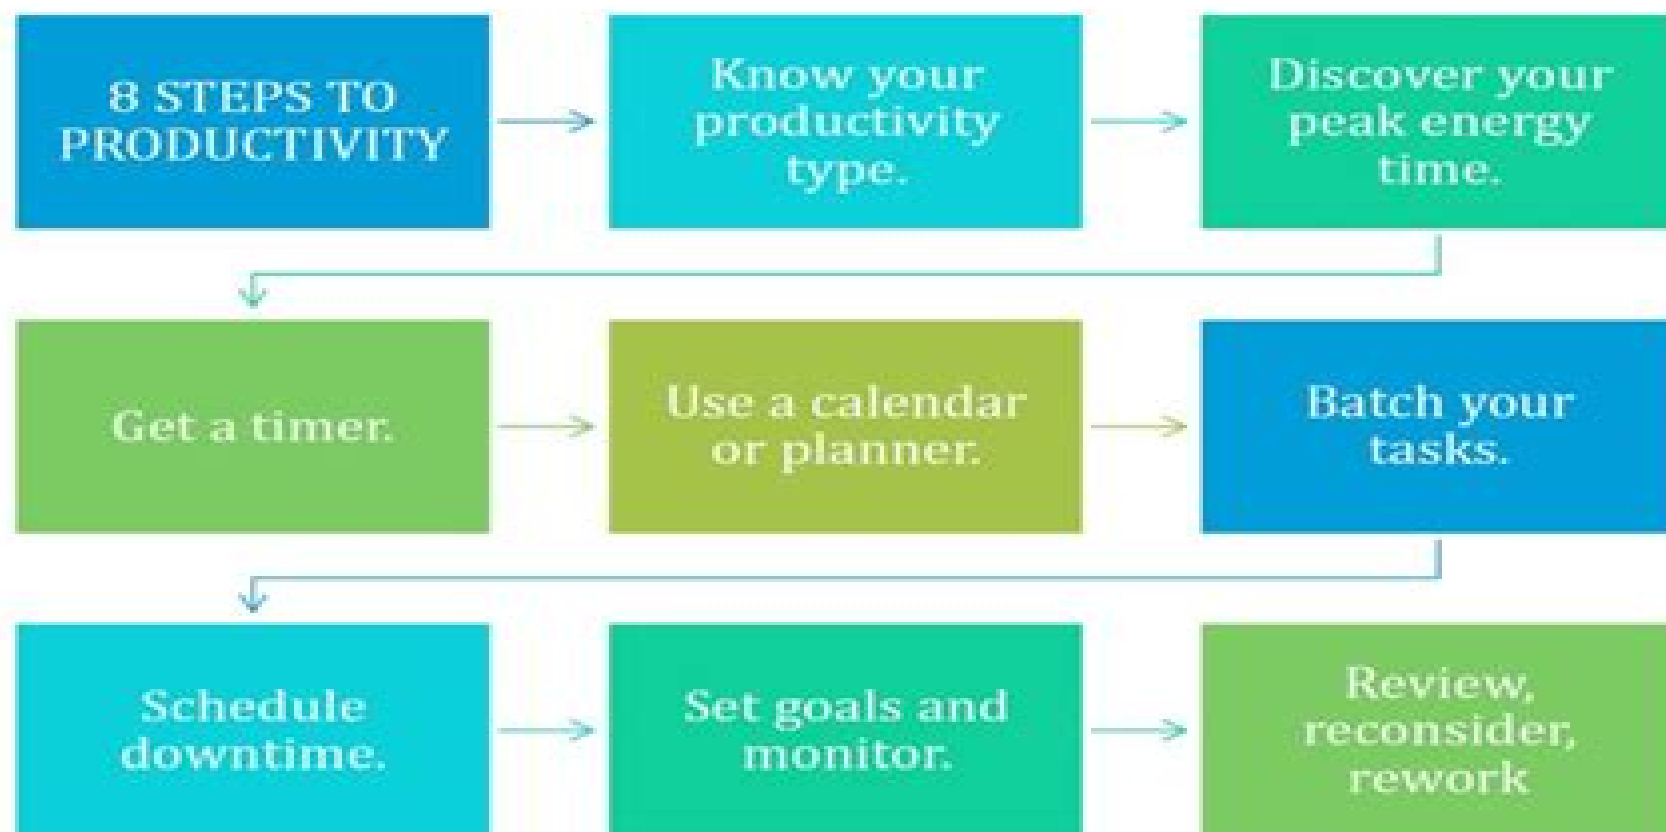 8 STEPS TO
PRODUCTIVITY
Know your
productivity
type.
Discover your
peak energy
time.
Get a timer.
Use a calendar
or planner.
Batch your
tasks.
Schedule
downtime.
Set goals and
monitor.
Review,
reconsider,
rework